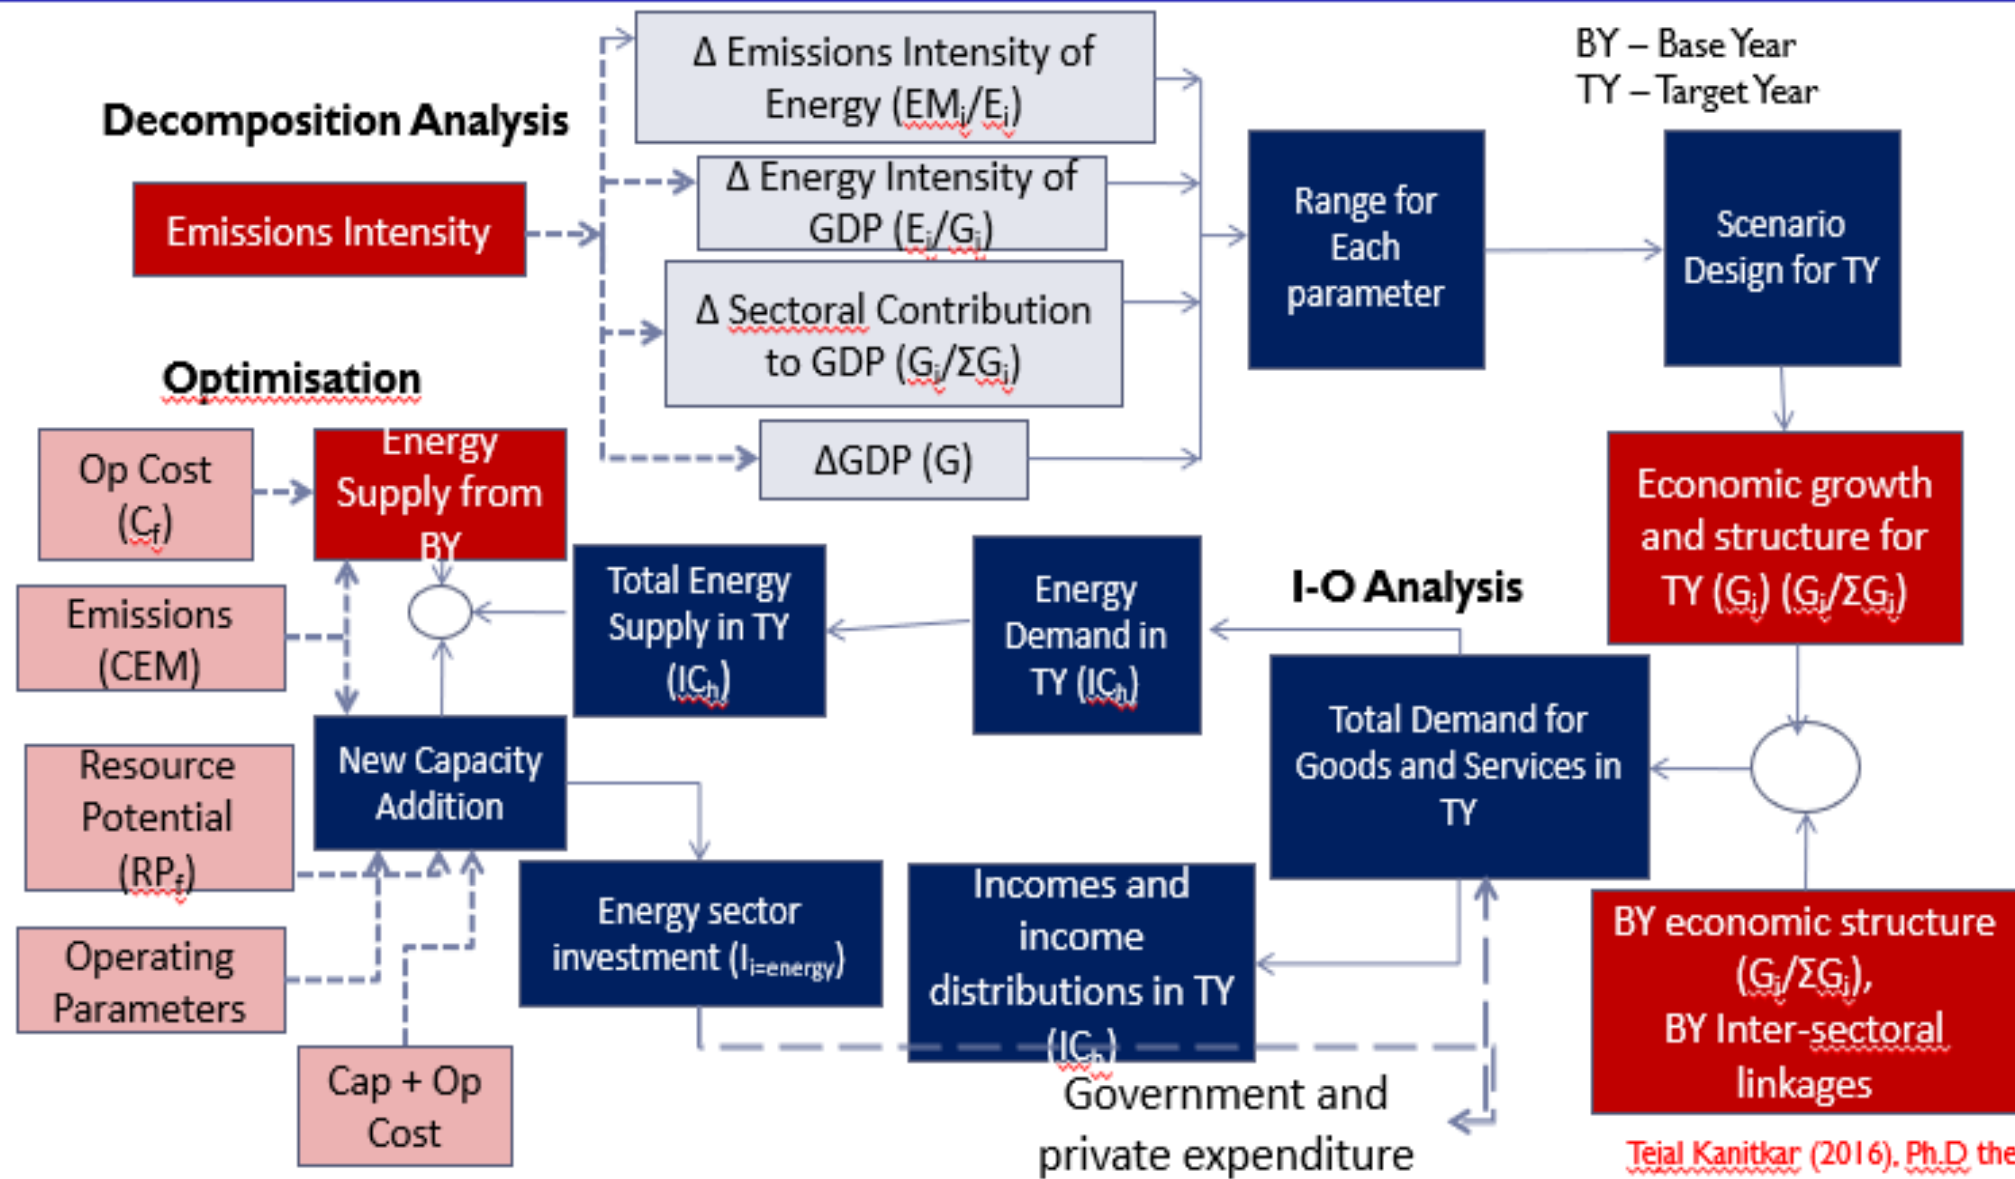 BY – Base Year
TY – Target Year
Decomposition Analysis
Emissions Intensity
Δ Emissions Intensity of
Energy (EMᵢ/Eᵢ)
Δ Energy Intensity of
GDP (Eᵢ/Gᵢ)
Δ Sectoral Contribution
to GDP (Gᵢ/ΣGᵢ)
ΔGDP (G)
Range for
Each
parameter
Scenario
Design for TY
Optimisation
Op Cost
(C_f)
Energy
Supply from
BY
Economic growth
and structure for
TY (Gᵢ) (Gᵢ/ΣGᵢ)
I-O Analysis
Emissions
(CEM)
Total Energy
Supply in TY
(ICₕ)
Energy
Demand in
TY (ICₕ)
Total Demand for
Goods and Services in
TY
Resource
Potential
(RP_f)
New Capacity
Addition
Energy sector
investment (Iᵢ₌energy)
Incomes and
income
distributions in TY
(ICₕ)
BY economic structure
(Gᵢ/ΣGᵢ),
BY Inter-sectoral
linkages
Operating
Parameters
Cap + Op
Cost
Government and
private expenditure
Tejal Kanitkar (2016), Ph.D the